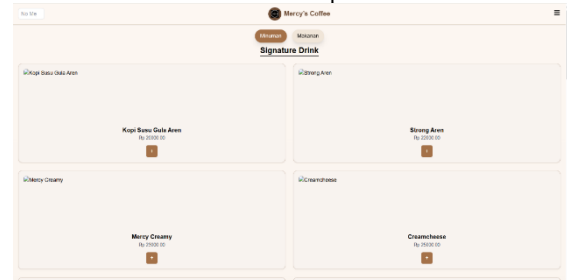 No Me
Mercy's Coffee
Minuman Makanan
Signature Drink
Kopi Susu Gula Aren
Strong Aren
Kopi Susu Gula Aren
Rp 20000.00
+
Strong Aren
Rp 22000.00
+
Mercy Creamy
Creamcheese
Mercy Creamy
Rp 25000.00
+
Creamcheese
Rp 25000.00
+